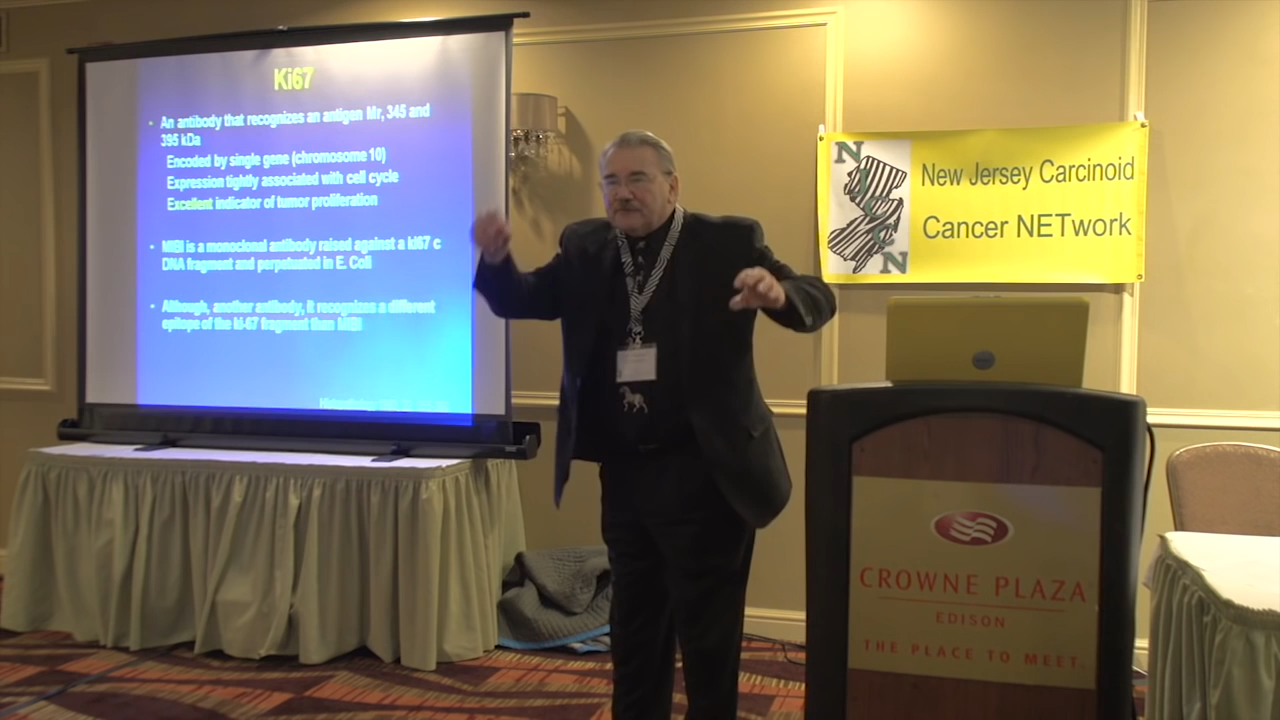 Ki67
• An antibody that recognizes an antigen Mr, 345 and
395 kDa
Encoded by single gene (chromosome 10)
Expression tightly associated with cell cycle
Excellent indicator of tumor proliferation
• MIBI is a monoclonal antibody raised against a ki67 c
DNA fragment and perpetuated in E. Coli
• Although, another antibody, it recognizes a different
epitope of the ki-67 fragment than MIBI
NJCN
New Jersey Carcinoid
Cancer NETwork
CROWNE PLAZA
EDISON
THE PLACE TO MEET.